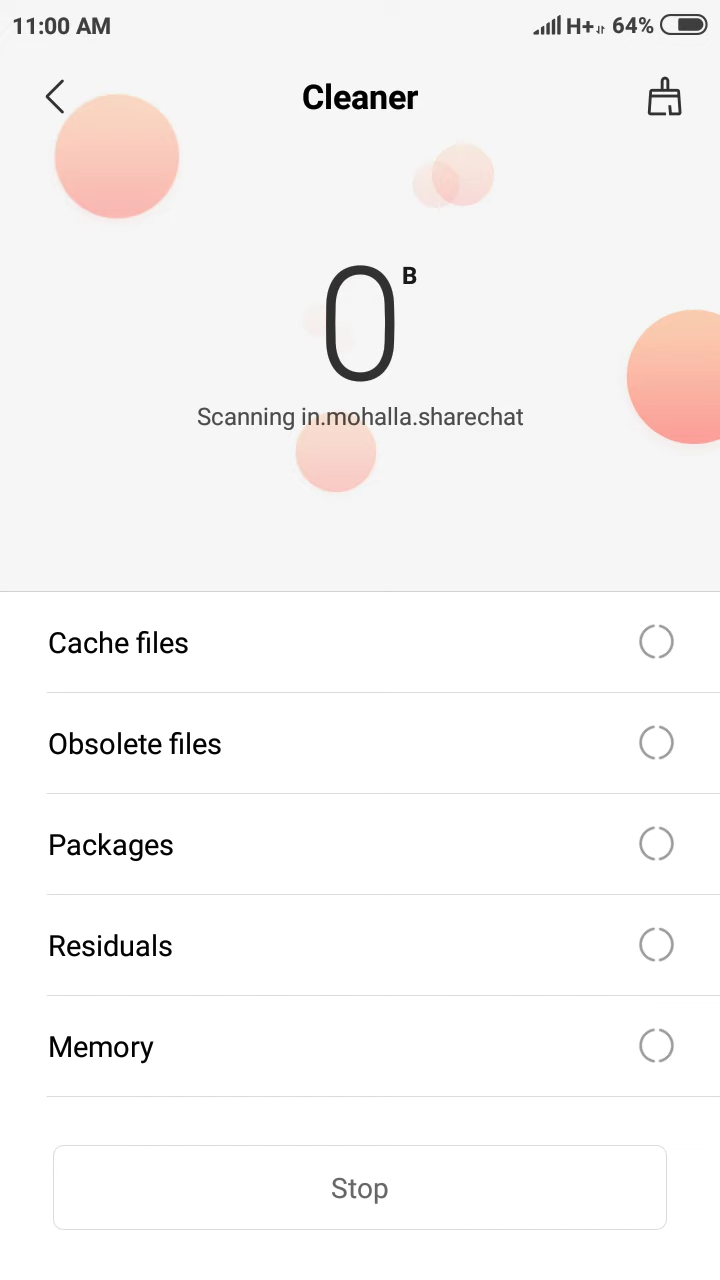 11:00 AM H+ 64%
Cleaner
0 B
Scanning in.mohalla.sharechat
Cache files
Obsolete files
Packages
Residuals
Memory
Stop